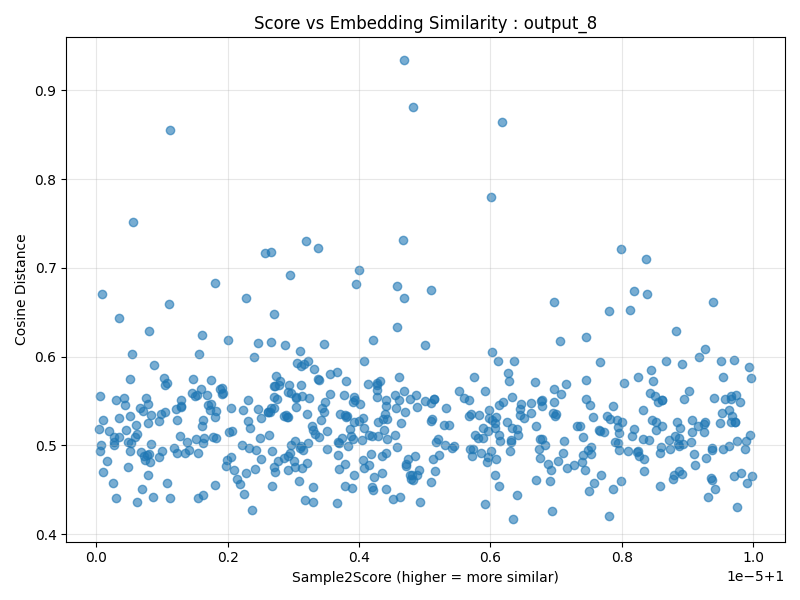 Score vs Embedding Similarity : output_8
Cosine Distance
0.9
0.8
0.7
0.6
0.5
0.4
0.0 0.2 0.4 0.6 0.8 1.0
Sample2Score (higher = more similar)
1e−5+1